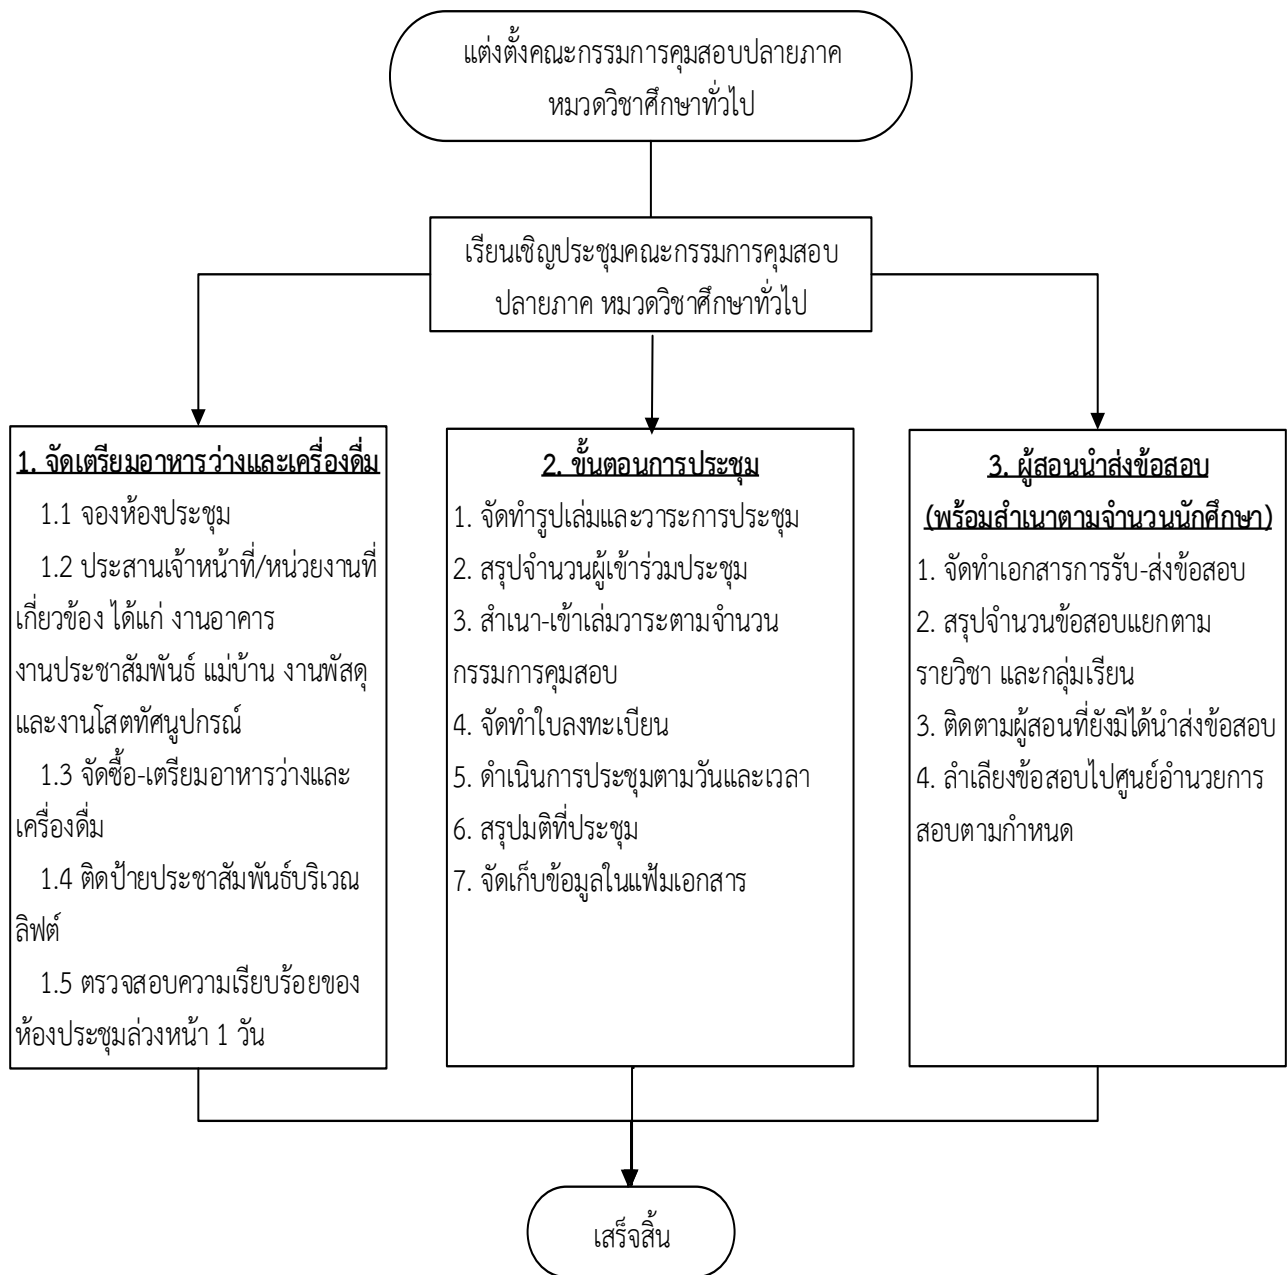 แต่งตั้งคณะกรรมการคุมสอบปลายภาค
หมวดวิชาศึกษาทั่วไป
เรียนเชิญประชุมคณะกรรมการคุมสอบ
ปลายภาค หมวดวิชาศึกษาทั่วไป
1. จัดเตรียมอาหารว่างและเครื่องดื่ม
1.1 จองห้องประชุม
1.2 ประสานเจ้าหน้าที่/หน่วยงานที่
เกี่ยวข้อง ได้แก่ งานอาคาร
งานประชาสัมพันธ์ แม่บ้าน งานพัสดุ
และงานโสตทัศนูปกรณ์
1.3 จัดซื้อ-เตรียมอาหารว่างและ
เครื่องดื่ม
1.4 ติดป้ายประชาสัมพันธ์บริเวณ
ลิฟต์
1.5 ตรวจสอบความเรียบร้อยของ
ห้องประชุมล่วงหน้า 1 วัน
2. ขั้นตอนการประชุม
1. จัดทำรูปเล่มและวาระการประชุม
2. สรุปจำนวนผู้เข้าร่วมประชุม
3. สำเนา-เข้าเล่มวาระตามจำนวน
กรรมการคุมสอบ
4. จัดทำใบลงทะเบียน
5. ดำเนินการประชุมตามวันและเวลา
6. สรุปมติที่ประชุม
7. จัดเก็บข้อมูลในแฟ้มเอกสาร
3. ผู้สอนนำส่งข้อสอบ
(พร้อมสำเนาตามจำนวนนักศึกษา)
1. จัดทำเอกสารการรับ-ส่งข้อสอบ
2. สรุปจำนวนข้อสอบแยกตาม
รายวิชา และกลุ่มเรียน
3. ติดตามผู้สอนที่ยังมิได้นำส่งข้อสอบ
4. ลำเลียงข้อสอบไปศูนย์อำนวยการ
สอบตามกำหนด
เสร็จสิ้น